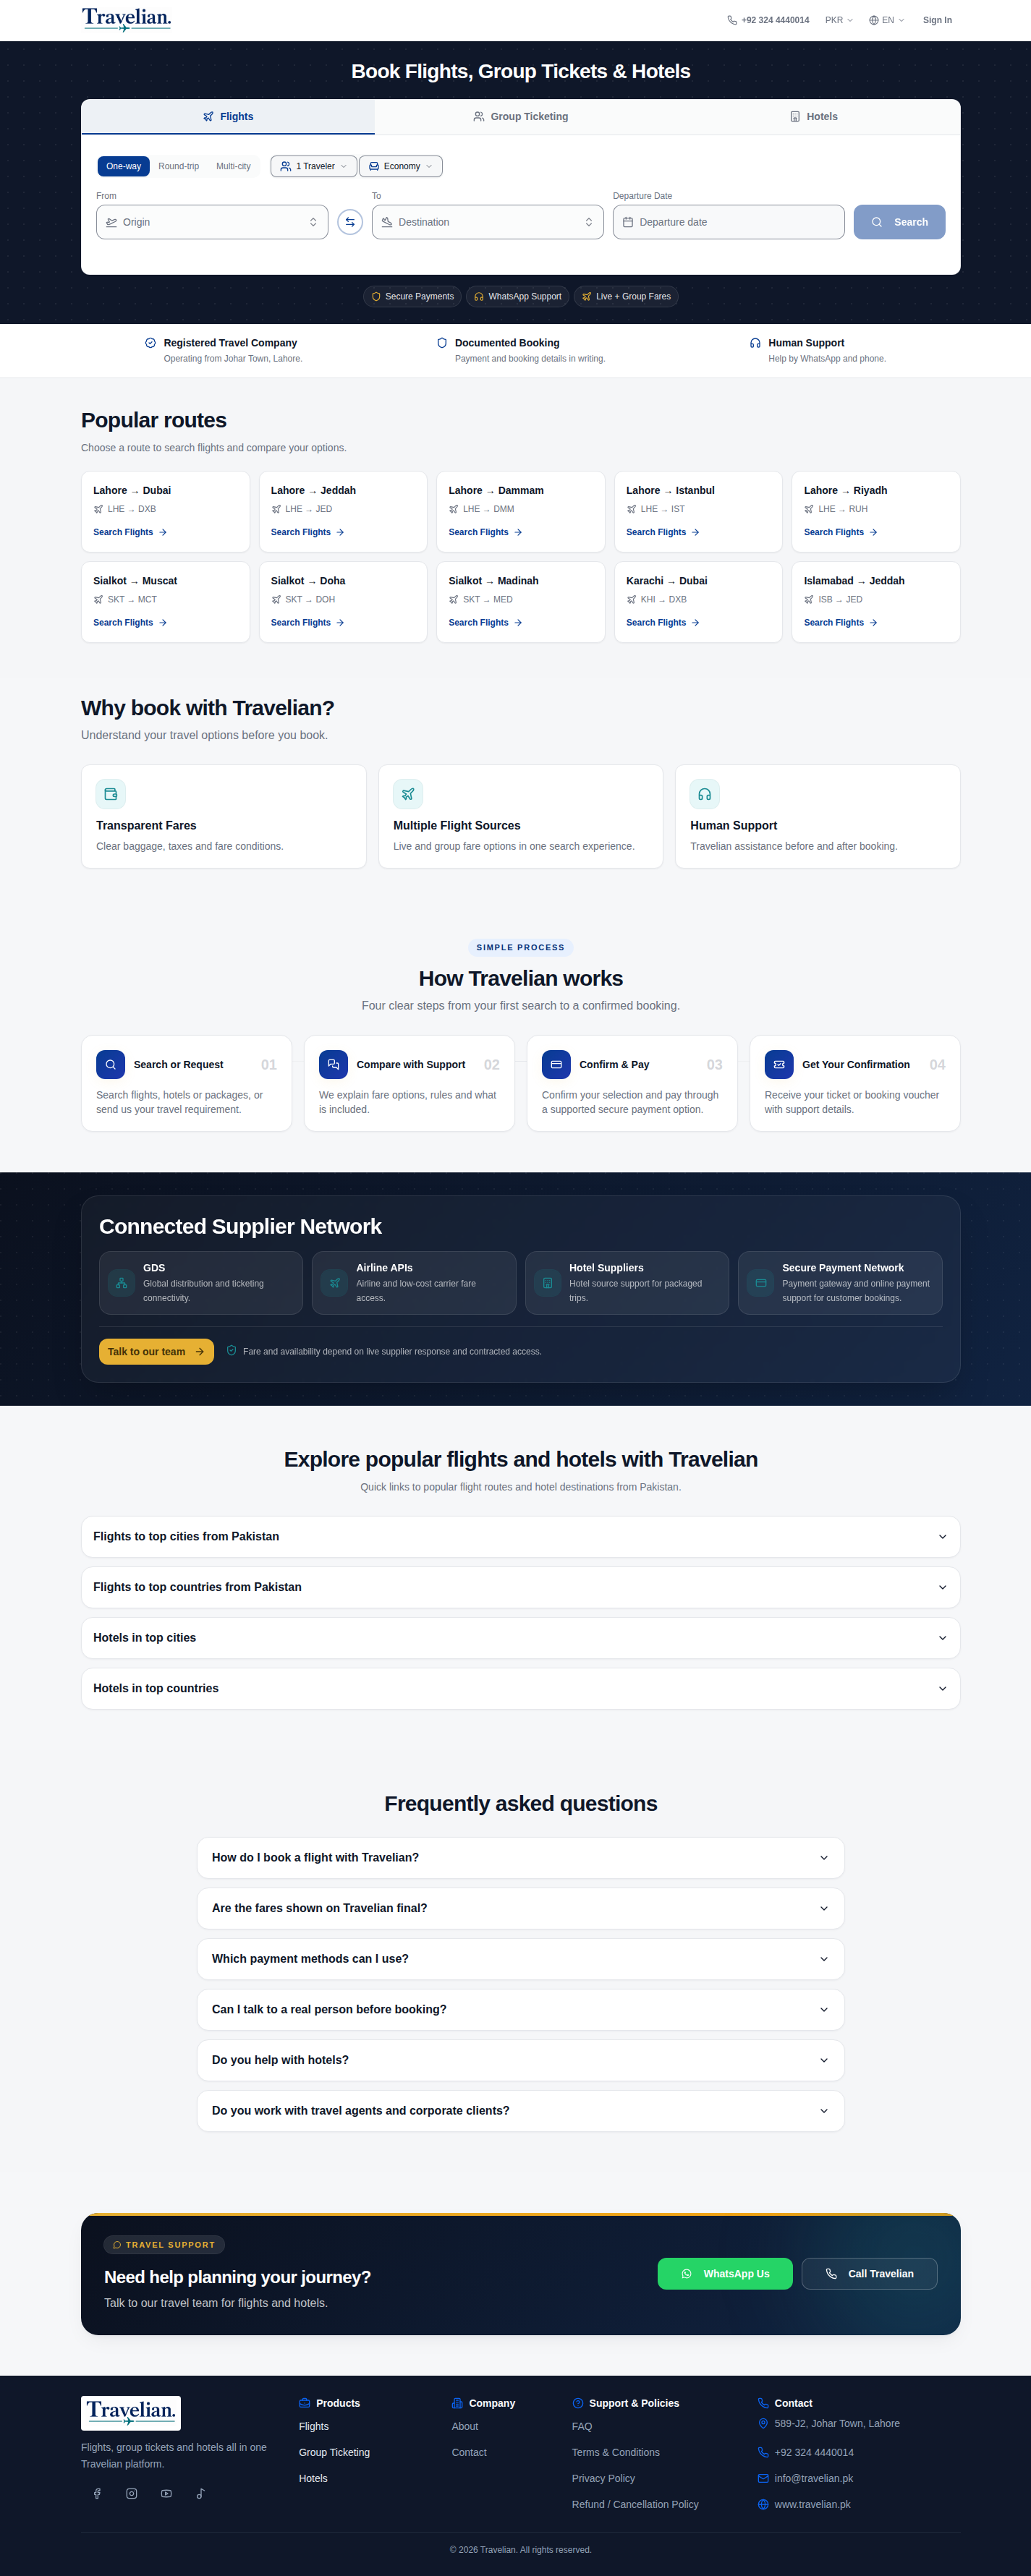 Travelian.
+92 324 4440014 PKR EN Sign In
Book Flights, Group Tickets & Hotels
Flights Group Ticketing Hotels
One-way Round-trip Multi-city 1 Traveler Economy
From To Departure Date
Origin Destination Departure date Search
Secure Payments WhatsApp Support Live + Group Fares
Registered Travel Company Documented Booking Human Support
Operating from Johar Town, Lahore. Payment and booking details in writing. Help by WhatsApp and phone.
Popular routes
Choose a route to search flights and compare your options.
Lahore → Dubai Lahore → Jeddah Lahore → Dammam Lahore → Istanbul Lahore → Riyadh
LHE → DXB LHE → JED LHE → DMM LHE → IST LHE → RUH
Search Flights → Search Flights → Search Flights → Search Flights → Search Flights →
Sialkot → Muscat Sialkot → Doha Sialkot → Madinah Karachi → Dubai Islamabad → Jeddah
SKT → MCT SKT → DOH SKT → MED KHI → DXB ISB → JED
Search Flights → Search Flights → Search Flights → Search Flights → Search Flights →
Why book with Travelian?
Understand your travel options before you book.
Transparent Fares Multiple Flight Sources Human Support
Clear baggage, taxes and fare conditions. Live and group fare options in one search experience. Travelian assistance before and after booking.
SIMPLE PROCESS
How Travelian works
Four clear steps from your first search to a confirmed booking.
Search or Request 01
Search flights, hotels or packages, or
send us your travel requirement.
Compare with Support 02
We explain fare options, rules and what
is included.
Confirm & Pay 03
Confirm your selection and pay through
a supported secure payment option.
Get Your Confirmation 04
Receive your ticket or booking voucher
with support details.
Connected Supplier Network
GDS
Global distribution and ticketing
connectivity.
Airline APIs
Airline and low-cost carrier fare
access.
Hotel Suppliers
Hotel source support for packaged
trips.
Secure Payment Network
Payment gateway and online payment
support for customer bookings.
Talk to our team → Fare and availability depend on live supplier response and contracted access.
Explore popular flights and hotels with Travelian
Quick links to popular flight routes and hotel destinations from Pakistan.
Flights to top cities from Pakistan
Flights to top countries from Pakistan
Hotels in top cities
Hotels in top countries
Frequently asked questions
How do I book a flight with Travelian?
Are the fares shown on Travelian final?
Which payment methods can I use?
Can I talk to a real person before booking?
Do you help with hotels?
Do you work with travel agents and corporate clients?
TRAVEL SUPPORT
Need help planning your journey?
Talk to our travel team for flights and hotels.
WhatsApp Us Call Travelian
Travelian.
Flights, group tickets and hotels all in one
Travelian platform.
Products
Flights
Group Ticketing
Hotels
Company
About
Contact
Support & Policies
FAQ
Terms & Conditions
Privacy Policy
Refund / Cancellation Policy
Contact
589-J2, Johar Town, Lahore
+92 324 4440014
info@travelian.pk
www.travelian.pk
© 2026 Travelian. All rights reserved.